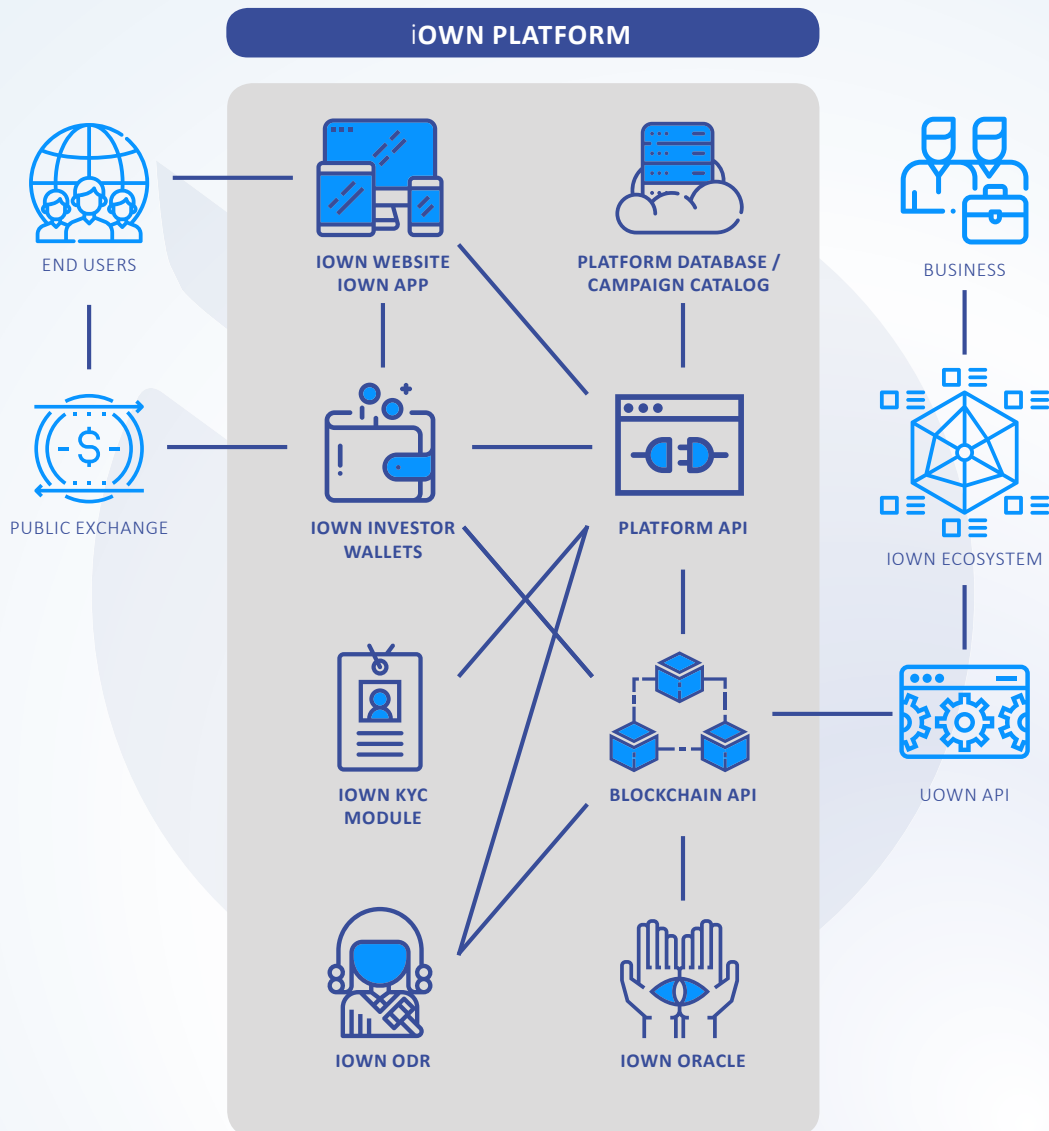 iOWN PLATFORM
END USERS
IOWN WEBSITE
IOWN APP
PLATFORM DATABASE /
CAMPAIGN CATALOG
BUSINESS
PUBLIC EXCHANGE
IOWN INVESTOR
WALLETS
PLATFORM API
IOWN ECOSYSTEM
IOWN KYC
MODULE
BLOCKCHAIN API
UOWN API
IOWN ODR
IOWN ORACLE